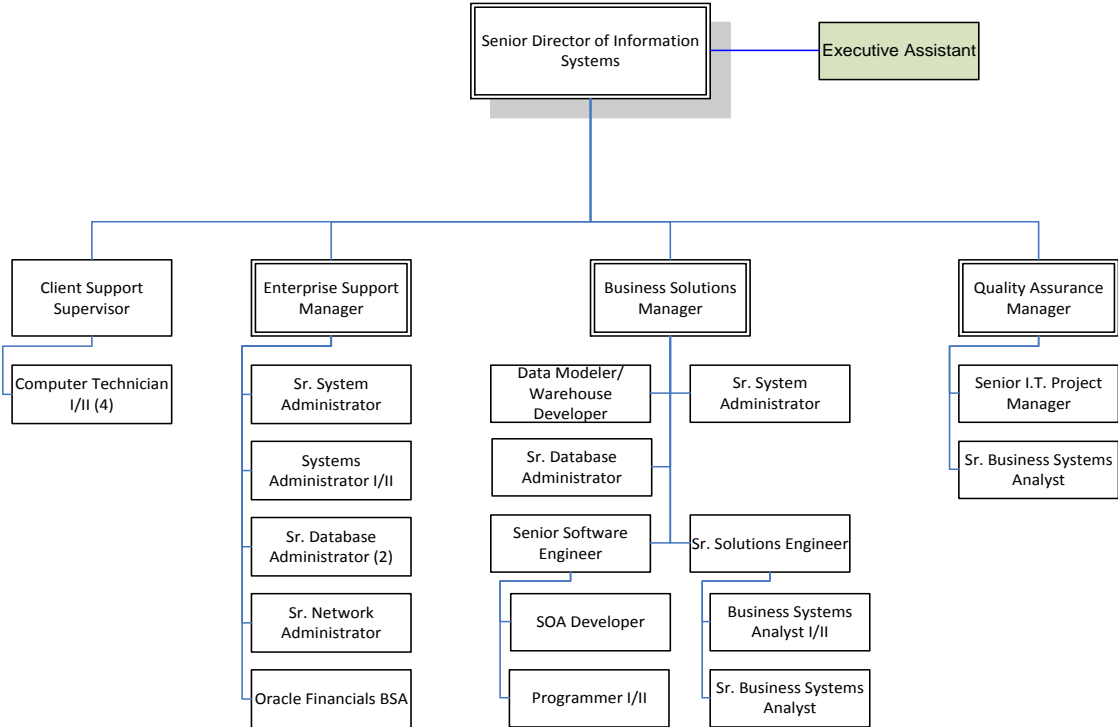 Senior Director of Information
Systems
Executive Assistant
Client Support
Supervisor
Enterprise Support
Manager
Business Solutions
Manager
Quality Assurance
Manager
Computer Technician
I/II (4)
Sr. System
Administrator
Data Modeler/
Warehouse
Developer
Sr. System
Administrator
Senior I.T. Project
Manager
Systems
Administrator I/II
Sr. Database
Administrator
Sr. Business Systems
Analyst
Sr. Database
Administrator (2)
Senior Software
Engineer
Sr. Solutions Engineer
Sr. Network
Administrator
SOA Developer
Business Systems
Analyst I/II
Oracle Financials BSA
Programmer I/II
Sr. Business Systems
Analyst